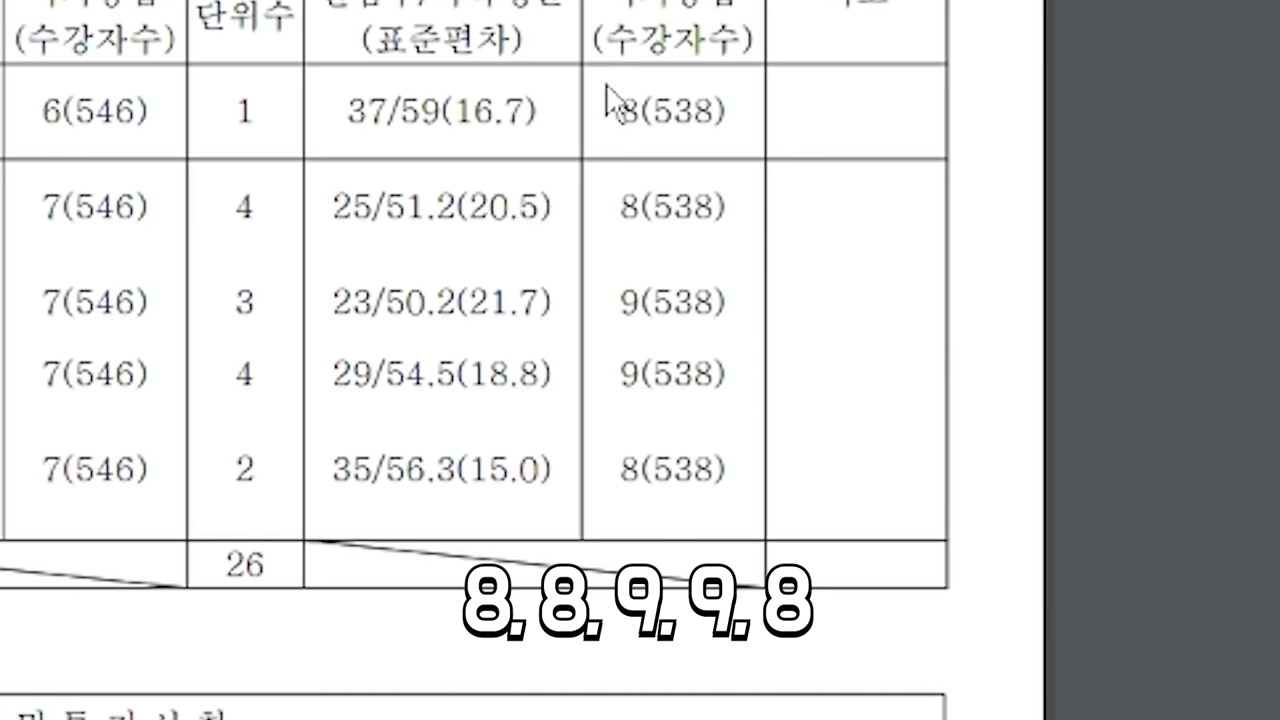 단위수
(수강자수) (표준편차) (수강자수)
6(546) 1 37/59(16.7) 8(538)
7(546) 4 25/51.2(20.5) 8(538)
7(546) 3 23/50.2(21.7) 9(538)
7(546) 4 29/54.5(18.8) 9(538)
7(546) 2 35/56.3(15.0) 8(538)
26
8, 8, 9, 9, 8